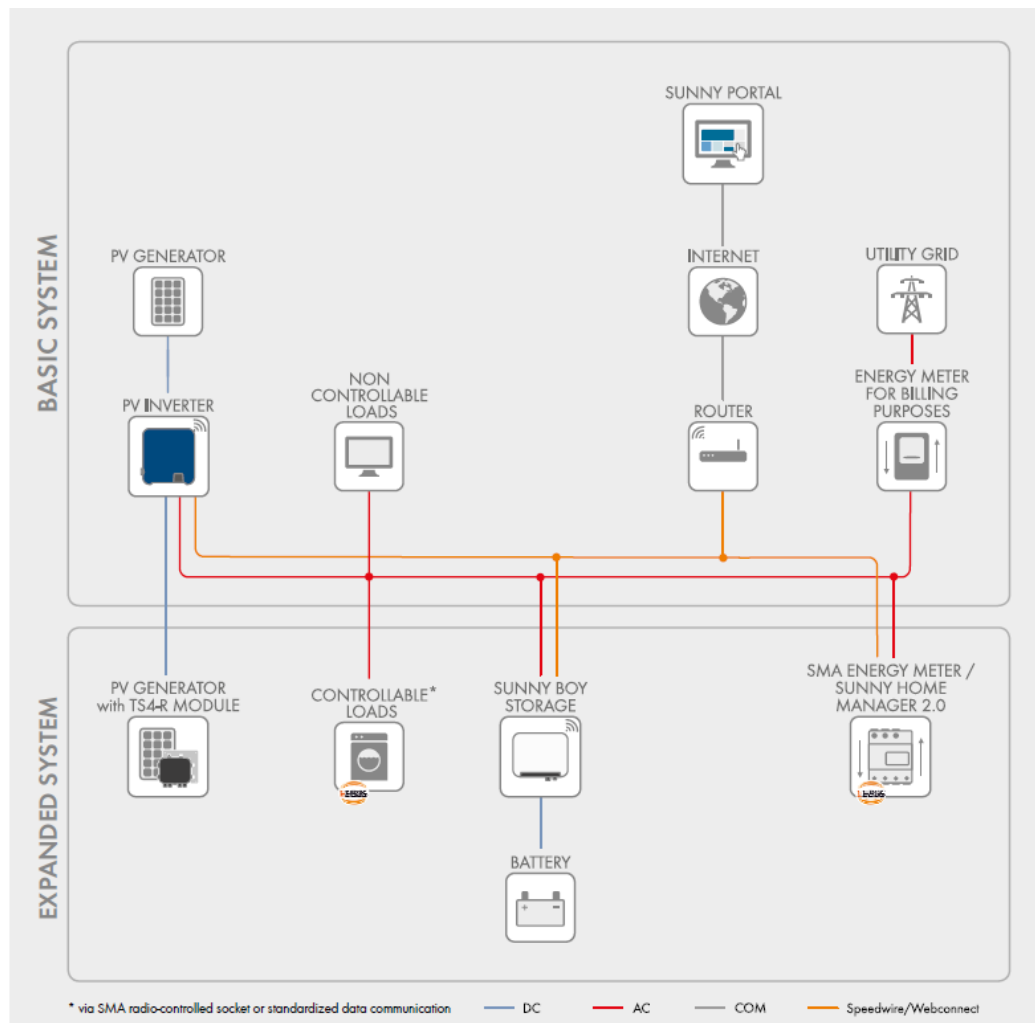 BASIC SYSTEM
SUNNY PORTAL
PV GENERATOR
INTERNET
UTILITY GRID
PV INVERTER
NON
CONTROLLABLE
LOADS
ROUTER
ENERGY METER
FOR BILLING
PURPOSES
EXPANDED SYSTEM
PV GENERATOR
with TS4-R MODULE
CONTROLLABLE*
LOADS
SUNNY BOY
STORAGE
SMA ENERGY METER /
SUNNY HOME
MANAGER 2.0
BATTERY
+ −
* via SMA radio-controlled socket or standardized data communication
DC
AC
COM
Speedwire/Webconnect